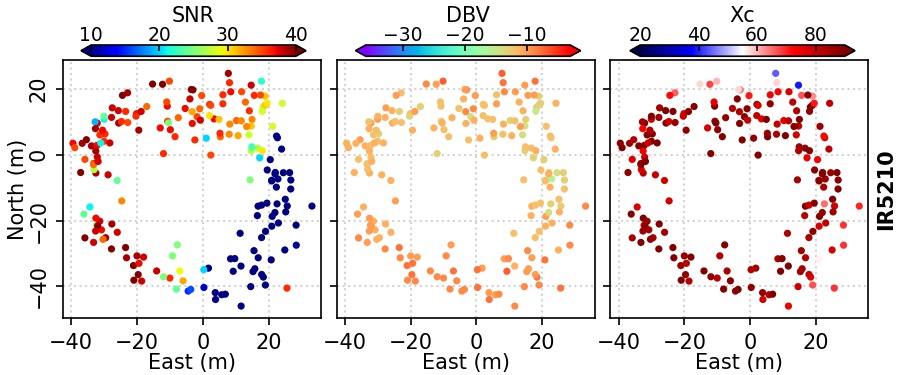 SNR DBV Xc
10 20 30 40 −30 −20 −10 20 40 60 80
20
0
−20
−40
North (m)
IR5210
−40 −20 0 20 −40 −20 0 20 −40 −20 0 20
East (m) East (m) East (m)